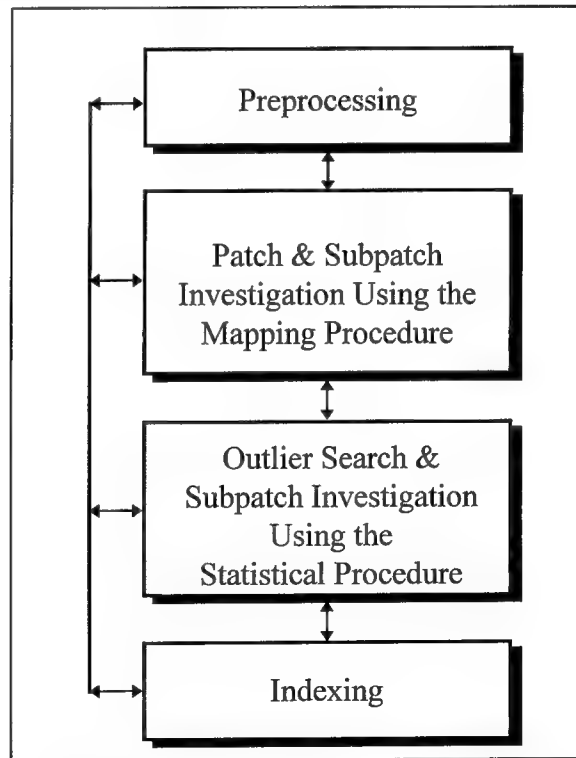 Preprocessing
Patch & Subpatch
Investigation Using the
Mapping Procedure
Outlier Search &
Subpatch Investigation
Using the
Statistical Procedure
Indexing